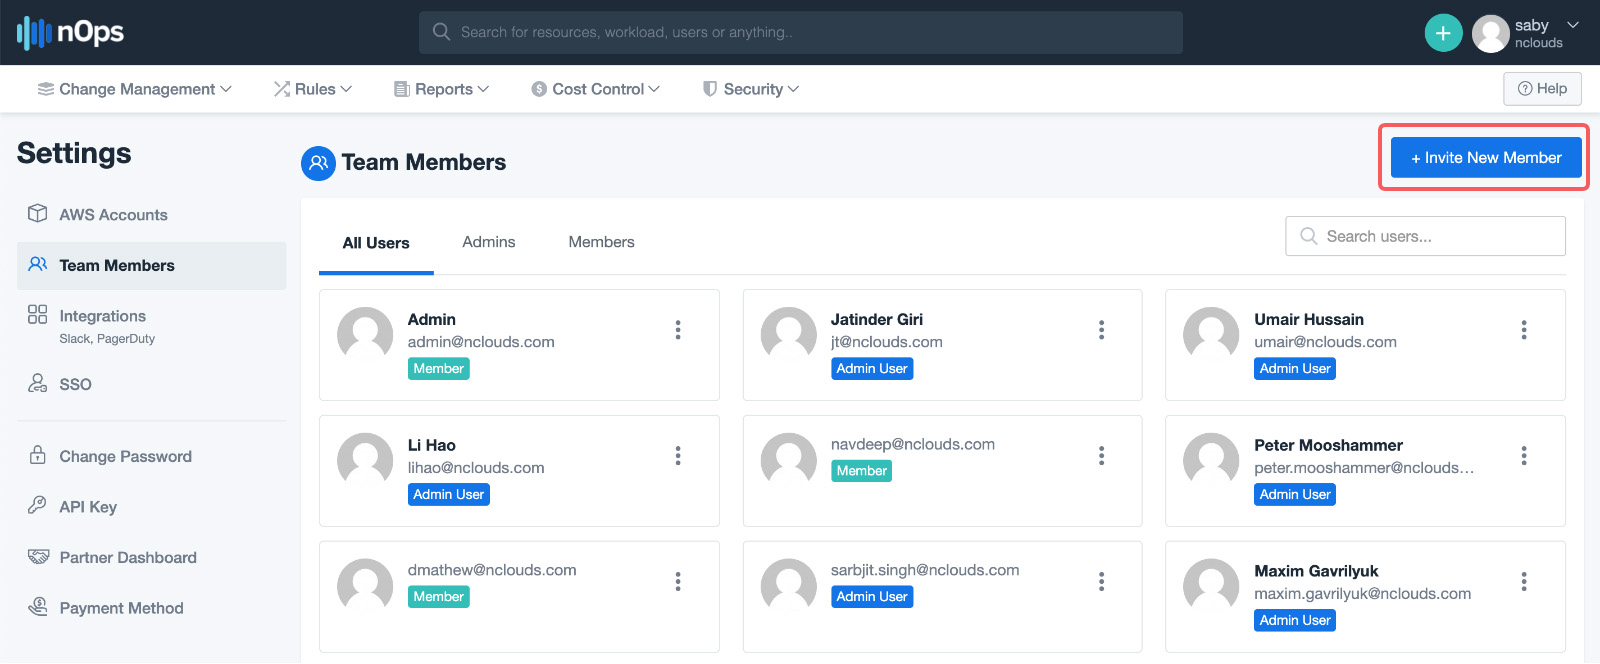 nOps
Search for resources, workload, users or anything..
+
saby
nclouds
Change Management
Rules
Reports
$ Cost Control
Security
? Help
Settings
AWS Accounts
Team Members
Integrations
Slack, PagerDuty
SSO
Change Password
API Key
Partner Dashboard
Payment Method
Team Members
+ Invite New Member
All Users
Admins
Members
Search users...
Admin
admin@nclouds.com
Member
Jatinder Giri
jt@nclouds.com
Admin User
Umair Hussain
umair@nclouds.com
Admin User
Li Hao
lihao@nclouds.com
Admin User
navdeep@nclouds.com
Member
Peter Mooshammer
peter.mooshammer@nclouds...
Admin User
dmathew@nclouds.com
Member
sarbjit.singh@nclouds.com
Admin User
Maxim Gavrilyuk
maxim.gavrilyuk@nclouds.com
Admin User